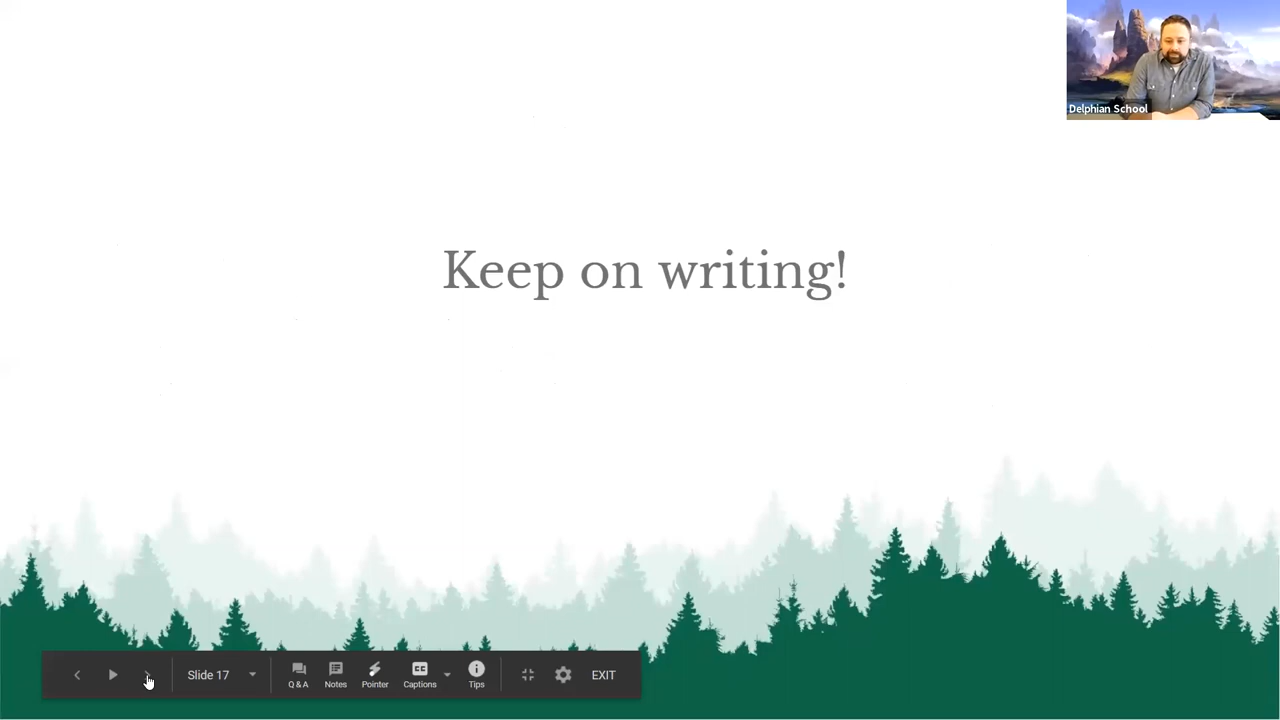 Delphian School
Keep on writing!
Slide 17
Q & A
Notes
Pointer
Captions
Tips
EXIT